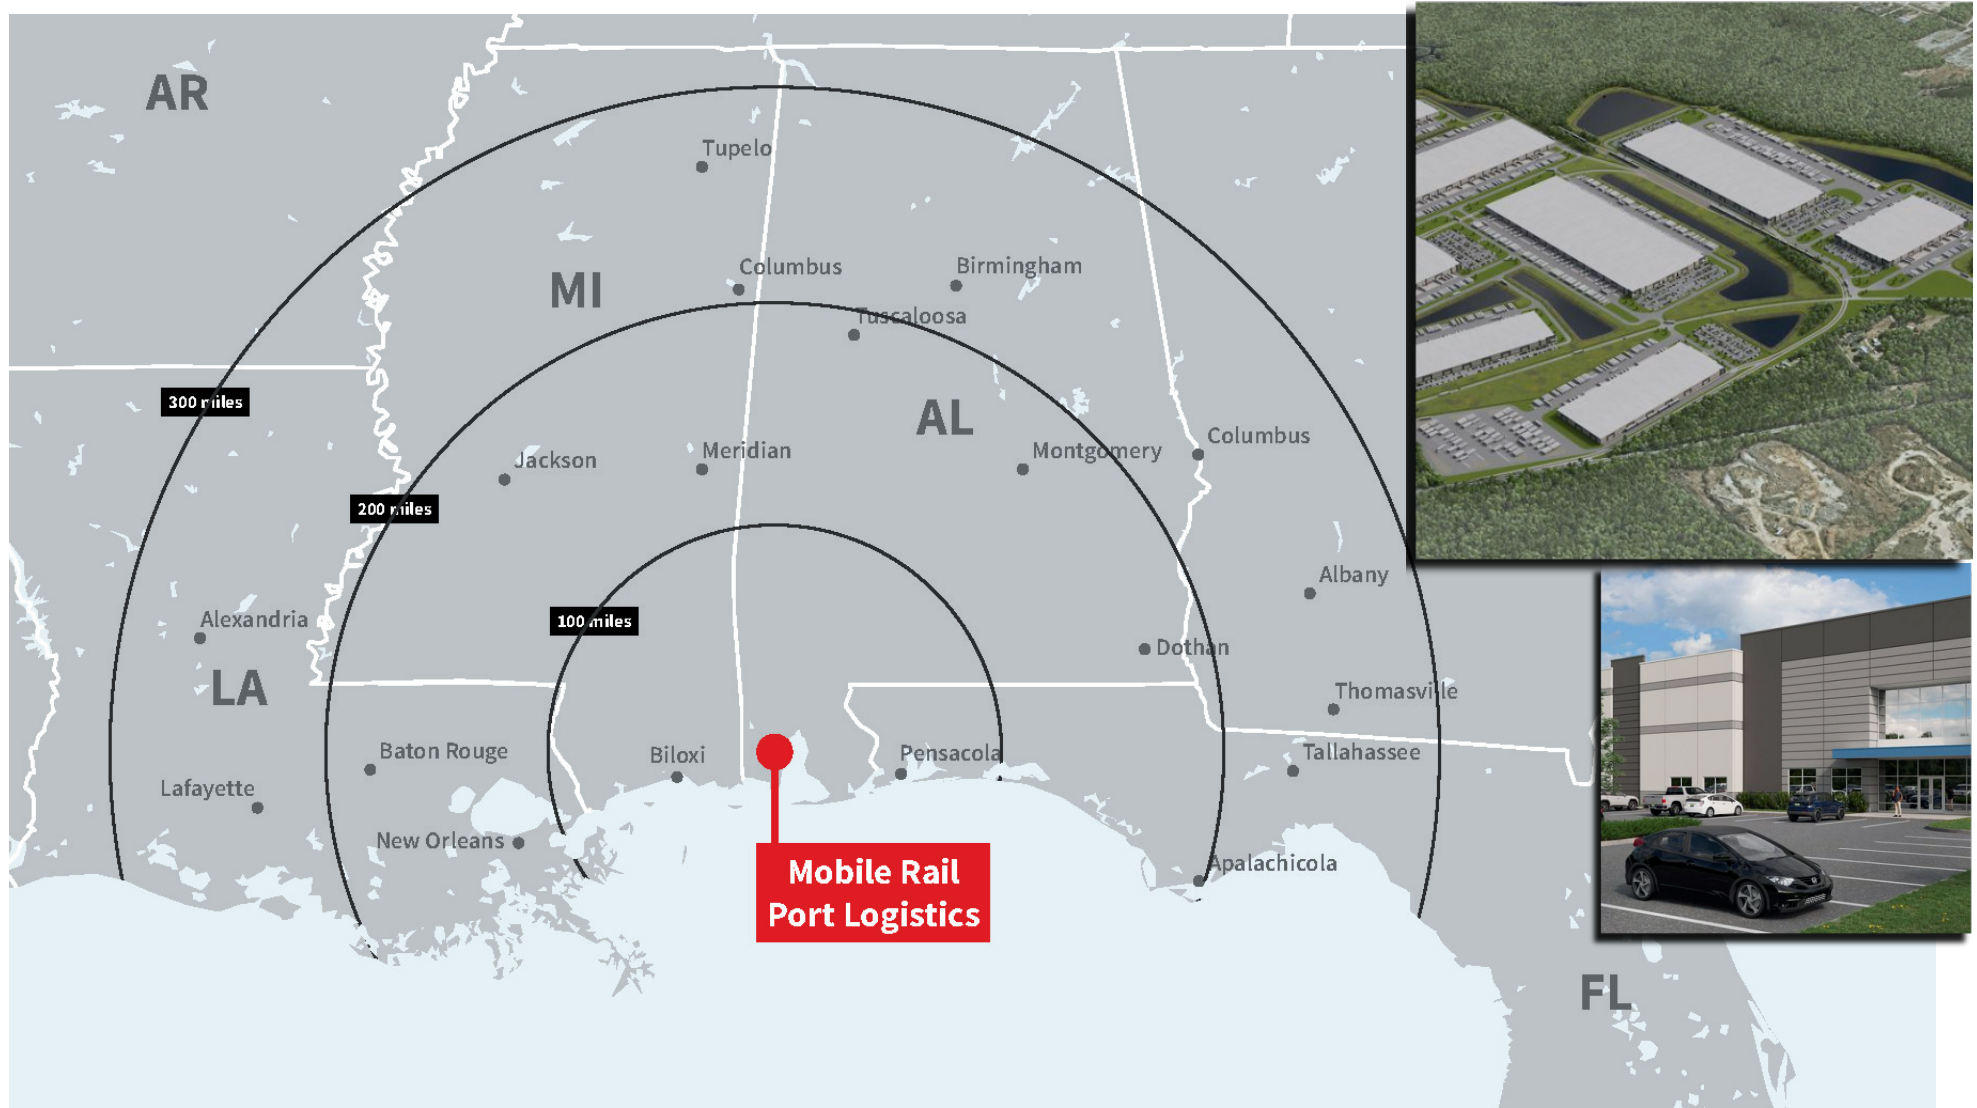 AR
Tupelo
Columbus
Birmingham
MI
Tuscaloosa
300 miles
AL
Columbus
Jackson
Meridian
Montgomery
200 miles
Albany
100 miles
Alexandria
Dothan
LA
Thomasville
Baton Rouge
Biloxi
Pensacola
Tallahassee
Lafayette
New Orleans
Apalachicola
Mobile Rail
Port Logistics
FL